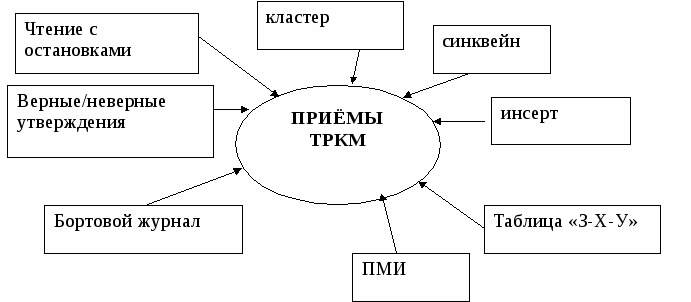 Чтение с
остановками
кластер
синквейн
Верные/неверные
утверждения
ПРИЁМЫ
ТРКМ
инсерт
Бортовой журнал
Таблица «З-Х-У»
ПМИ